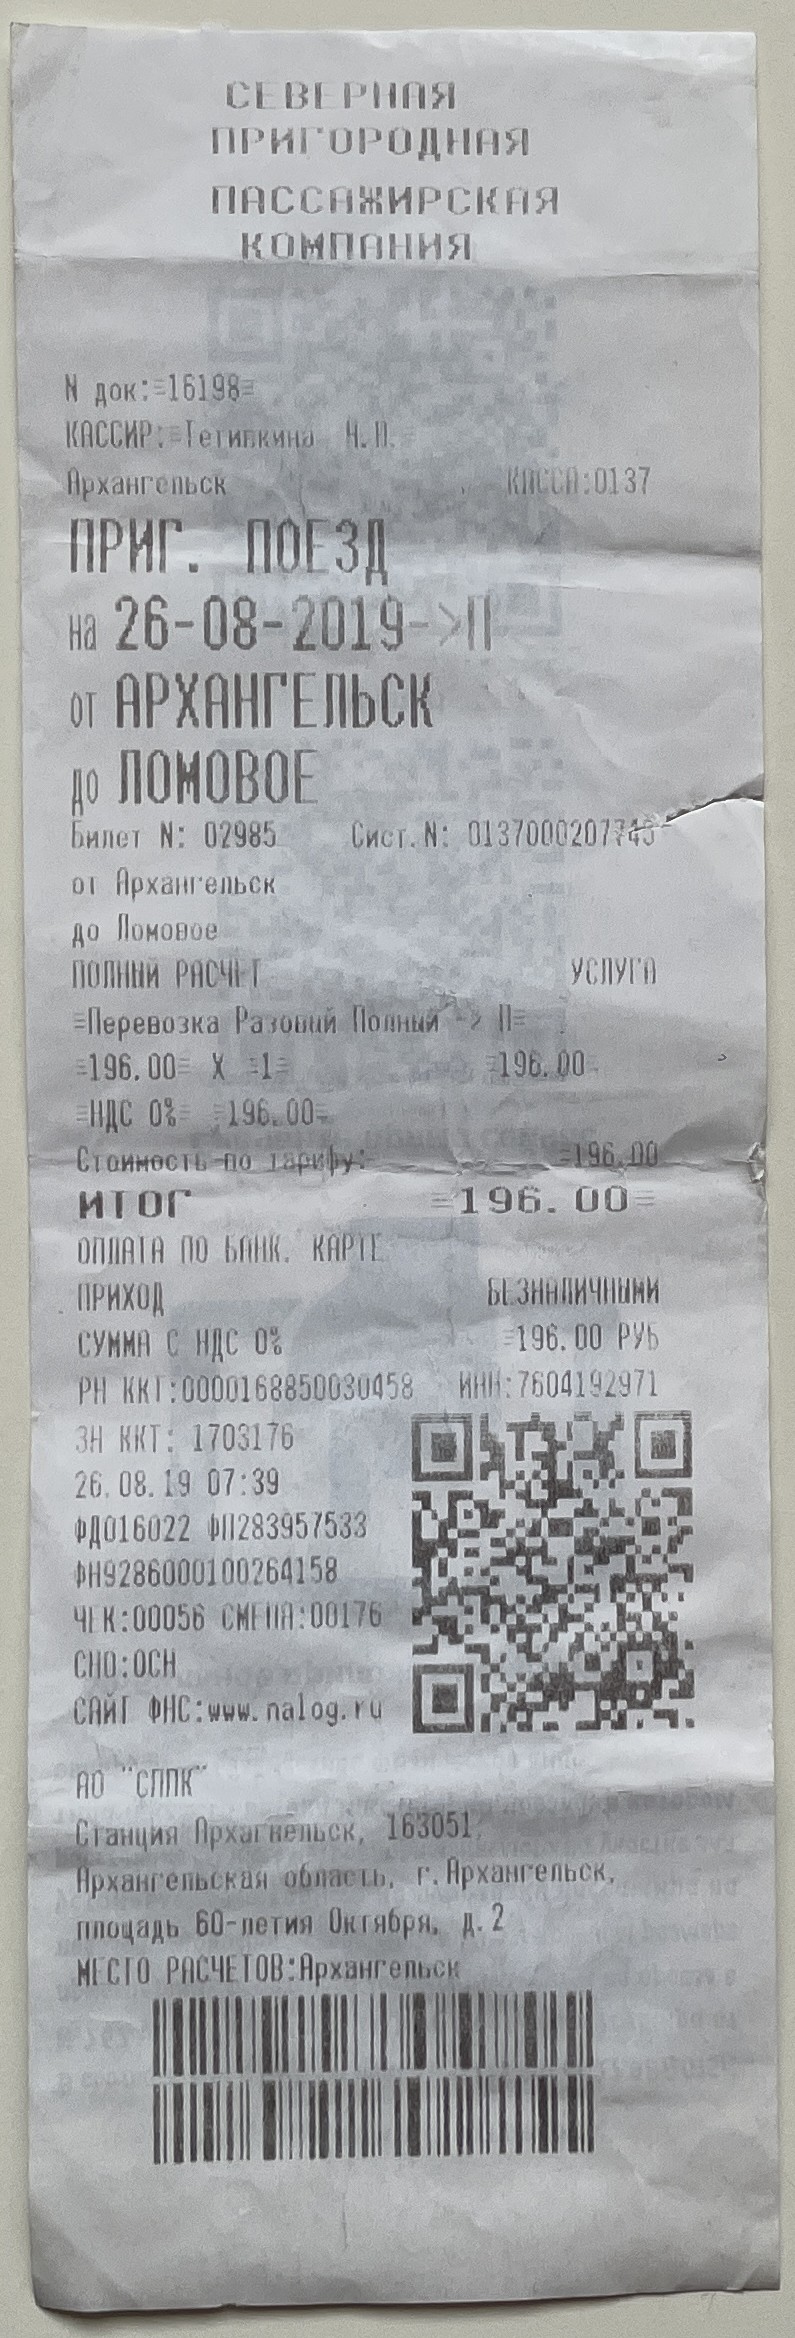 СЕВЕРНАЯ
ПРИГОРОДНАЯ
ПАССАЖИРСКАЯ
КОМПАНИЯ
N док:=16198=
КАССИР:=Тетипкина Н.П.=
Архангельск КАССА:0137
ПРИГ. ПОЕЗД
на 26-08-2019->П
от АРХАНГЕЛЬСК
до ЛОМОВОЕ
Билет N: 02985 Сист.N: 0137000207743
от Архангельск
до Ломовое
ПОЛНЫЙ РАСЧЕТ УСЛУГА
=Перевозка Разовый Полный -> П=
=196.00= X =1= =196.00=
=НДС 0%= =196.00=
Стоимость по тарифу: =196.00
ИТОГ =196.00=
ОПЛАТА ПО БАНК. КАРТЕ
ПРИХОД БЕЗНАЛИЧНЫМИ
СУММА С НДС 0% =196.00 РУБ
РН ККТ:0000168850030458 ИНН:7604192971
ЗН ККТ: 1703176
26.08.19 07:39
ФД016022 ФП283957533
ФН9286000100264158
ЧЕК:00056 СМЕНА:00176
СНО:ОСН
САЙТ ФНС:www.nalog.ru
АО "СППК"
Станция Архагнельск, 163051,
Архангельская область, г.Архангельск,
площадь 60-летия Октября, д.2
МЕСТО РАСЧЕТОВ:Архангельск